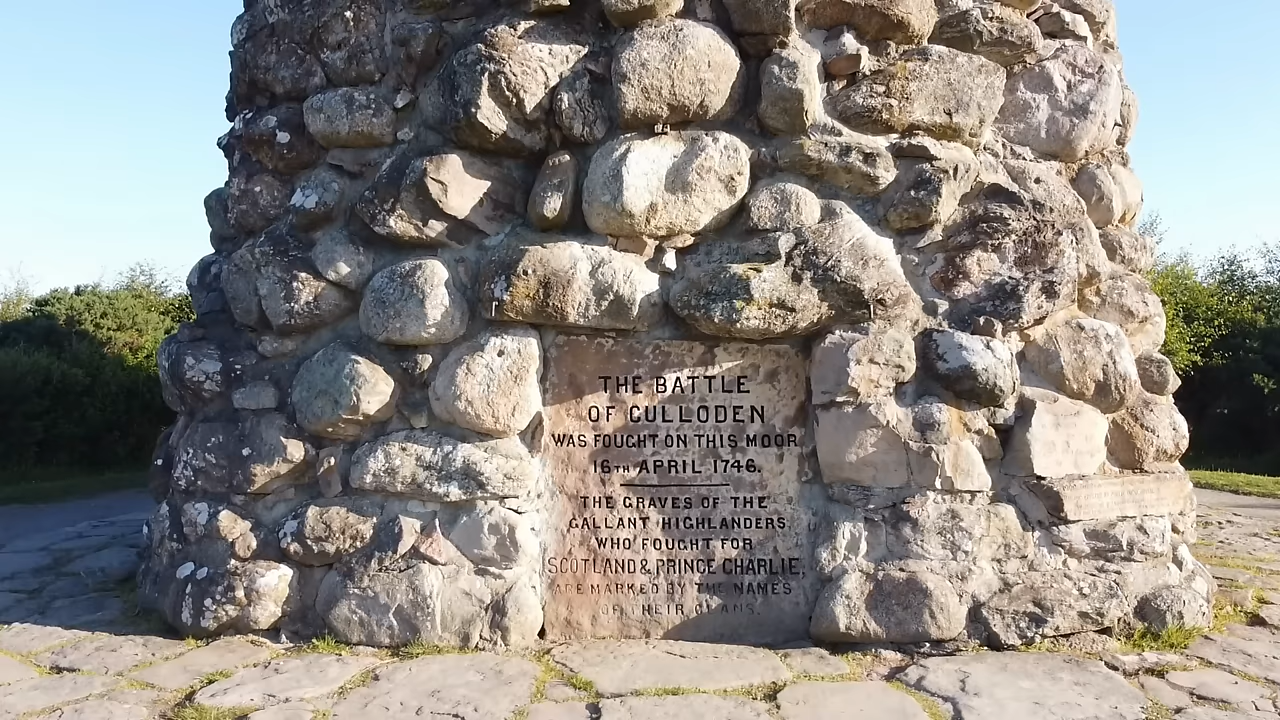 THE BATTLE
OF CULLODEN
WAS FOUGHT ON THIS MOOR
16TH APRIL 1746.
THE GRAVES OF THE
GALLANT HIGHLANDERS
WHO FOUGHT FOR
SCOTLAND & PRINCE CHARLIE,
ARE MARKED BY THE NAMES
OF THEIR CLANS.